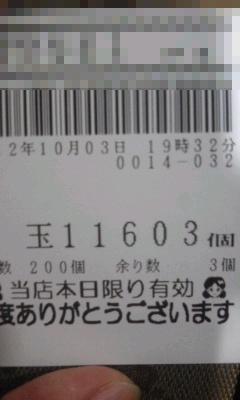 2年10月03日 19時32分
0014-032
玉11603個
数 200個 余り数 3個
当店本日限り有効
度ありがとうございます